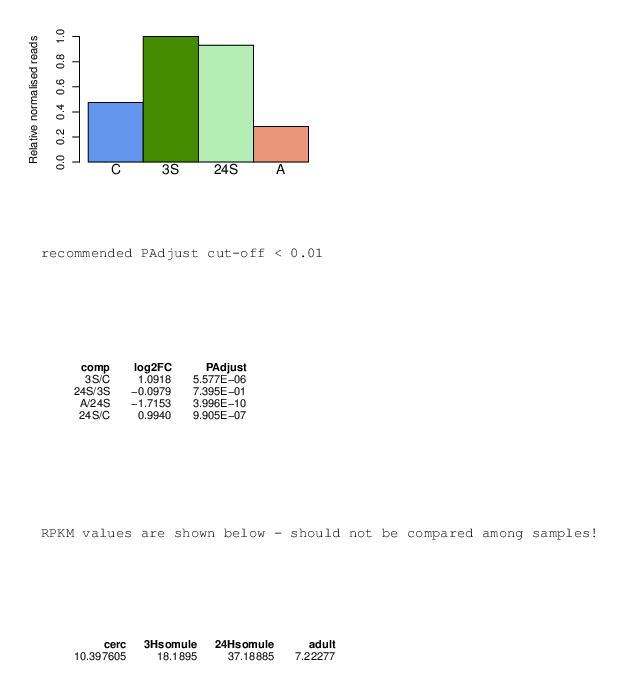 Relative normalised reads
1.0
0.8
0.6
0.4
0.2
0.0
C 3S 24S A
recommended PAdjust cut-off < 0.01
comp log2FC PAdjust
3S/C 1.0918 5.577E−06
24S/3S −0.0979 7.395E−01
A/24S −1.7153 3.996E−10
24S/C 0.9940 9.905E−07
RPKM values are shown below - should not be compared among samples!
cerc 3Hsomule 24Hsomule adult
10.397605 18.1895 37.18885 7.22277